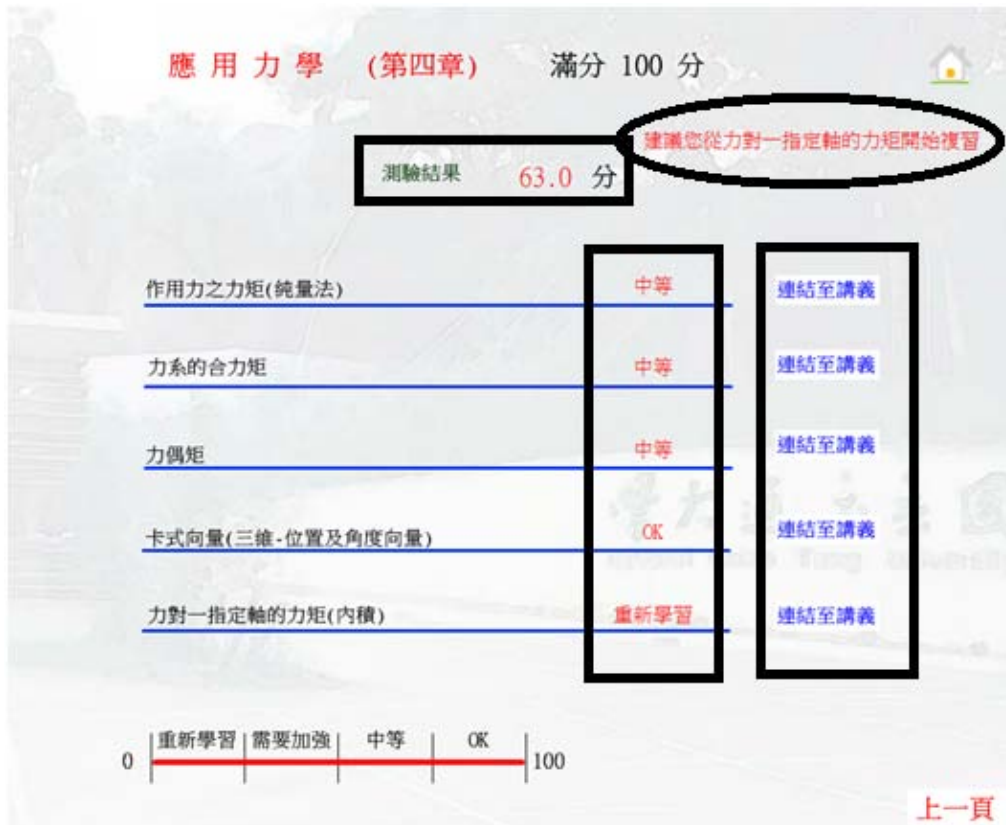 應用力學 (第四章) 滿分 100 分
建議您從力對一指定軸的力矩開始複習
測驗結果 63.0 分
作用力之力矩(純量法) 中等 連結至講義
力系的合力矩 中等 連結至講義
力偶矩 中等 連結至講義
卡式向量(三維-位置及角度向量) OK 連結至講義
力對一指定軸的力矩(內積) 重新學習 連結至講義
0 重新學習 需要加強 中等 OK 100
上一頁